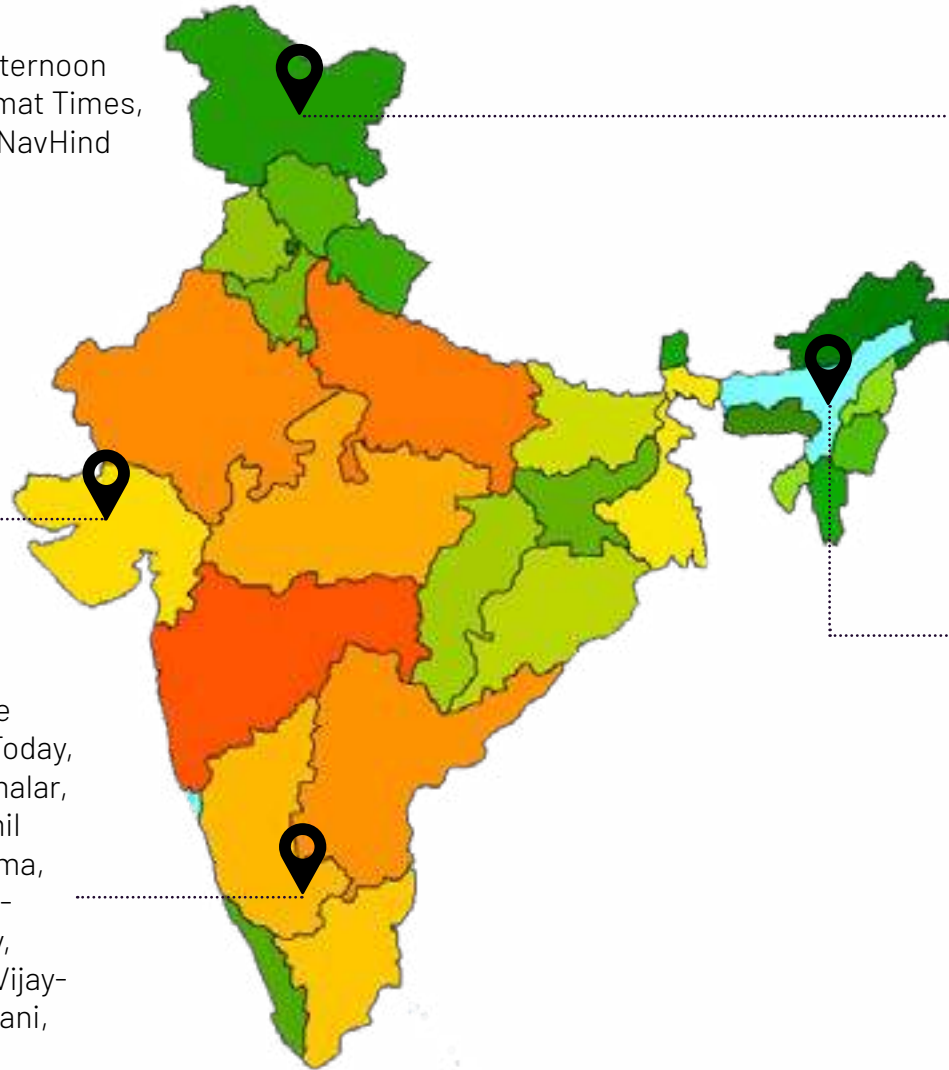 ternoon
mat Times,
NavHind
e
Today,
nalar,
nil
ma,
-
y,
Vijay-
ani,